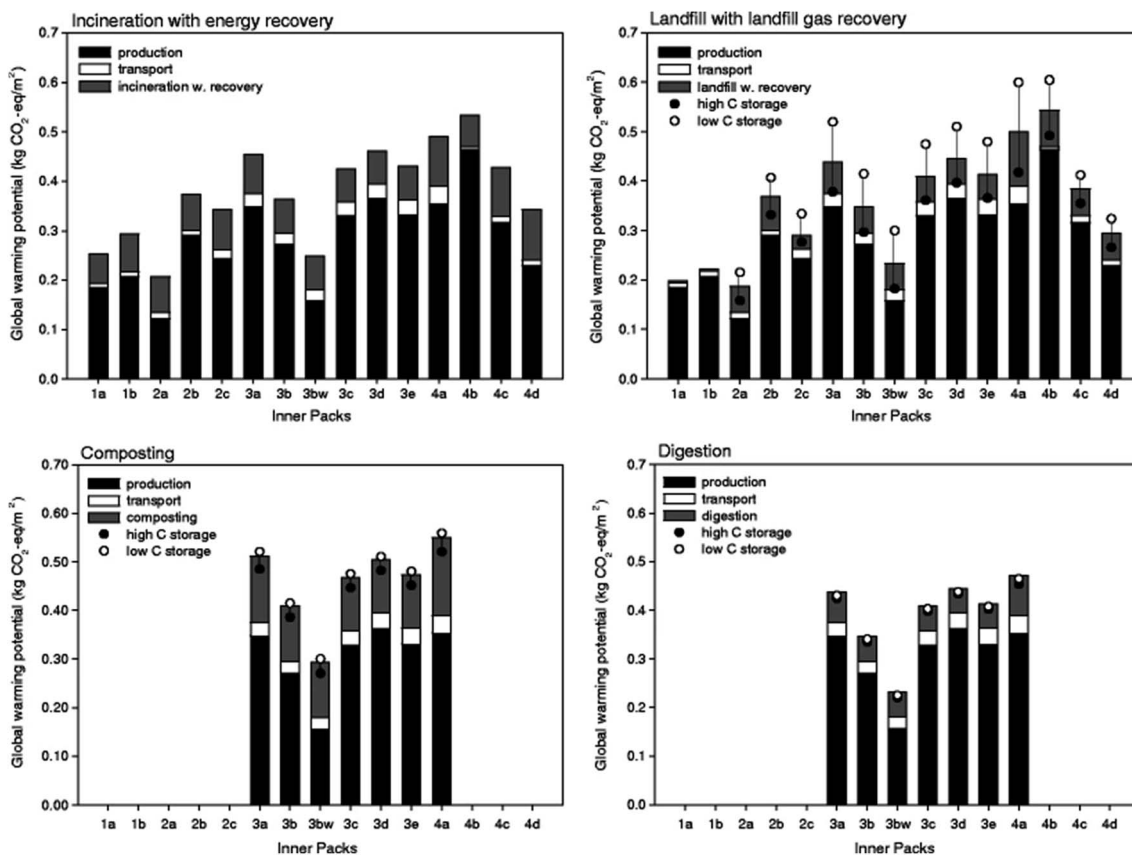 Incineration with energy recovery
Global warming potential (kg CO₂-eq/m²)
0.7
0.6
0.5
0.4
0.3
0.2
0.1
0.0
production
transport
incineration w. recovery
1a 1b 2a 2b 2c 3a 3b 3bw 3c 3d 3e 4a 4b 4c 4d
Inner Packs
Landfill with landfill gas recovery
Global warming potential (kg CO₂-eq/m²)
0.7
0.6
0.5
0.4
0.3
0.2
0.1
0.0
production
transport
landfill w. recovery
high C storage
low C storage
1a 1b 2a 2b 2c 3a 3b 3bw 3c 3d 3e 4a 4b 4c 4d
Inner Packs
Composting
Global warming potential (kg CO₂-eq/m²)
0.70
0.60
0.50
0.40
0.30
0.20
0.10
0.00
production
transport
composting
high C storage
low C storage
1a 1b 2a 2b 2c 3a 3b 3bw 3c 3d 3e 4a 4b 4c 4d
Inner Packs
Digestion
Global warming potential (kg CO₂-eq/m²)
0.7
0.6
0.5
0.4
0.3
0.2
0.1
0.0
production
transport
digestion
high C storage
low C storage
1a 1b 2a 2b 2c 3a 3b 3bw 3c 3d 3e 4a 4b 4c 4d
Inner Packs